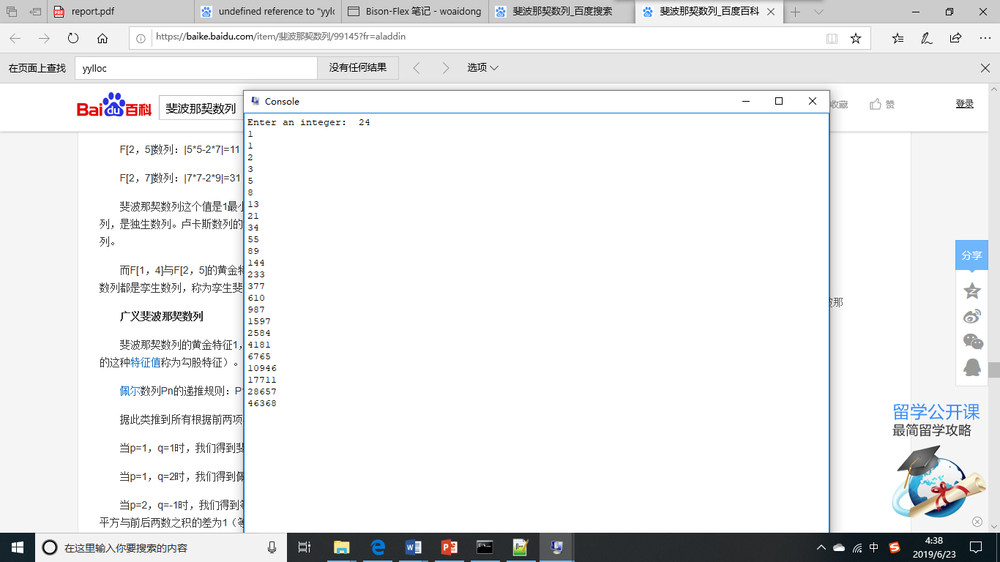 report.pdf
undefined reference to "yylo
Bison-Flex 笔记 - woaidong
斐波那契数列_百度搜索
斐波那契数列_百度百科
https://baike.baidu.com/item/斐波那契数列/99145?fr=aladdin
在页面上查找
yylloc
没有任何结果
选项
Bai du 百科
斐波那契数列
收藏
赞
登录
Console
Enter an integer:  24
1
1
2
3
5
8
13
21
34
55
89
144
233
377
610
987
1597
2584
4181
6765
10946
17711
28657
46368
F[2，5]数列：|5*5-2*7|=11
F[2，7]数列：|7*7-2*9|=31
斐波那契数列这个值是1最小
列，是独生数列。卢卡斯数列的
列。
而F[1，4]与F[2，5]的黄金特
数列都是孪生数列，称为孪生斐
广义斐波那契数列
斐波那契数列的黄金特征1，
的这种特征值称为勾股特征）。
佩尔数列Pn的递推规则：P
据此类推到所有根据前两项
当p=1，q=1时，我们得到斐
当p=1，q=2时，我们得到佩
当p=2，q=-1时，我们得到等
平方与前后两数之积的差为1（等
波那
分享
留学公开课
最简留学攻略
在这里输入你要搜索的内容
中
4:38
2019/6/23